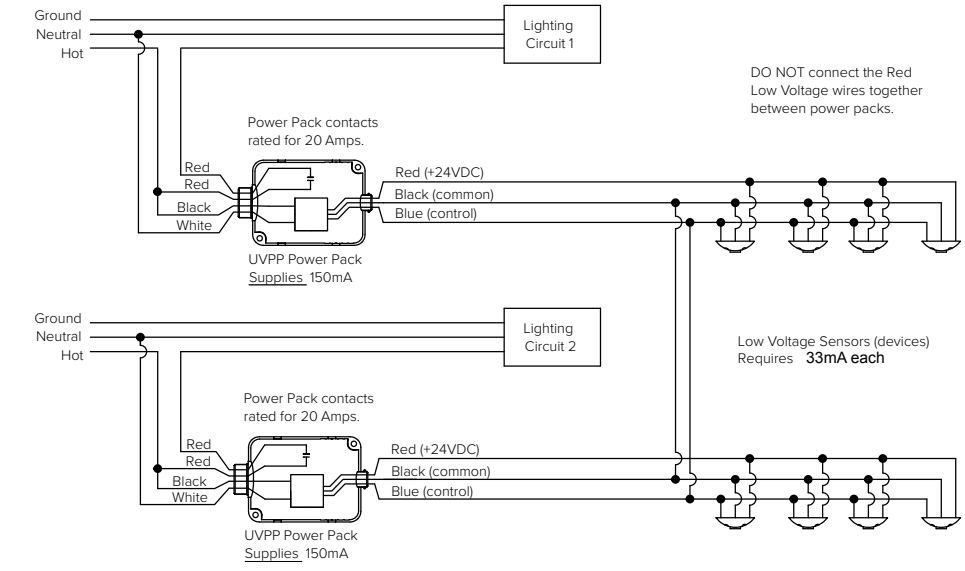 Ground
Neutral
Hot
Lighting
Circuit 1
DO NOT connect the Red
Low Voltage wires together
between power packs.
Power Pack contacts
rated for 20 Amps.
Red
Red
Black
White
Red (+24VDC)
Black (common)
Blue (control)
UVPP Power Pack
Supplies 150mA
Ground
Neutral
Hot
Lighting
Circuit 2
Low Voltage Sensors (devices)
Requires 33mA each
Power Pack contacts
rated for 20 Amps.
Red
Red
Black
White
Red (+24VDC)
Black (common)
Blue (control)
UVPP Power Pack
Supplies 150mA